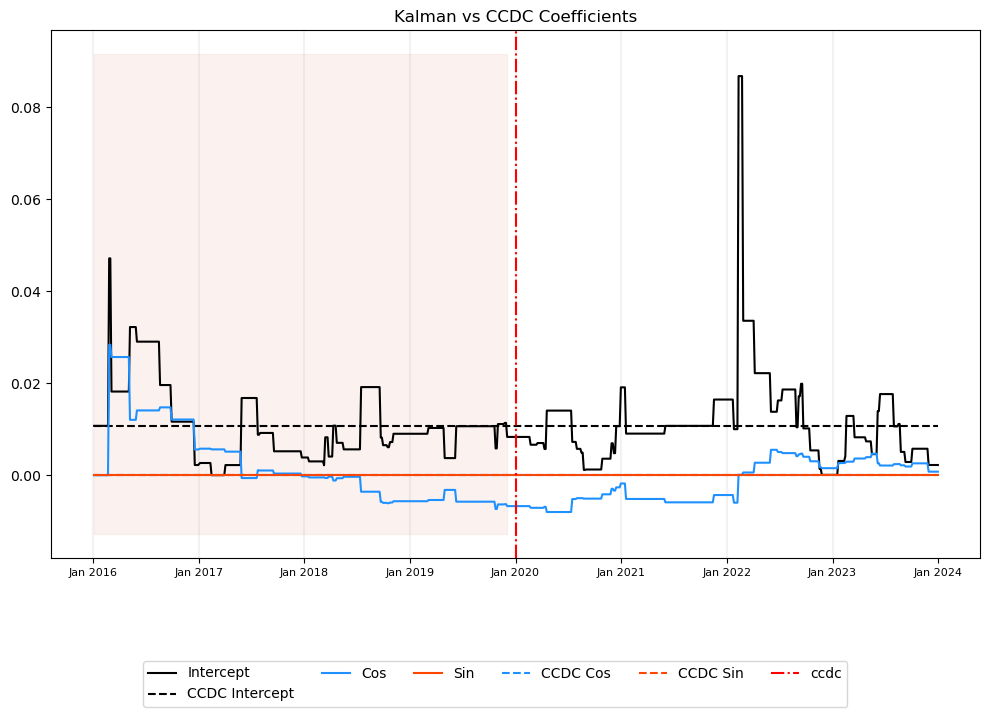 Kalman vs CCDC Coefficients
0.08
0.06
0.04
0.02
0.00
Jan 2016 Jan 2017 Jan 2018 Jan 2019 Jan 2020 Jan 2021 Jan 2022 Jan 2023 Jan 2024
Intercept Cos Sin CCDC Cos CCDC Sin ccdc
CCDC Intercept